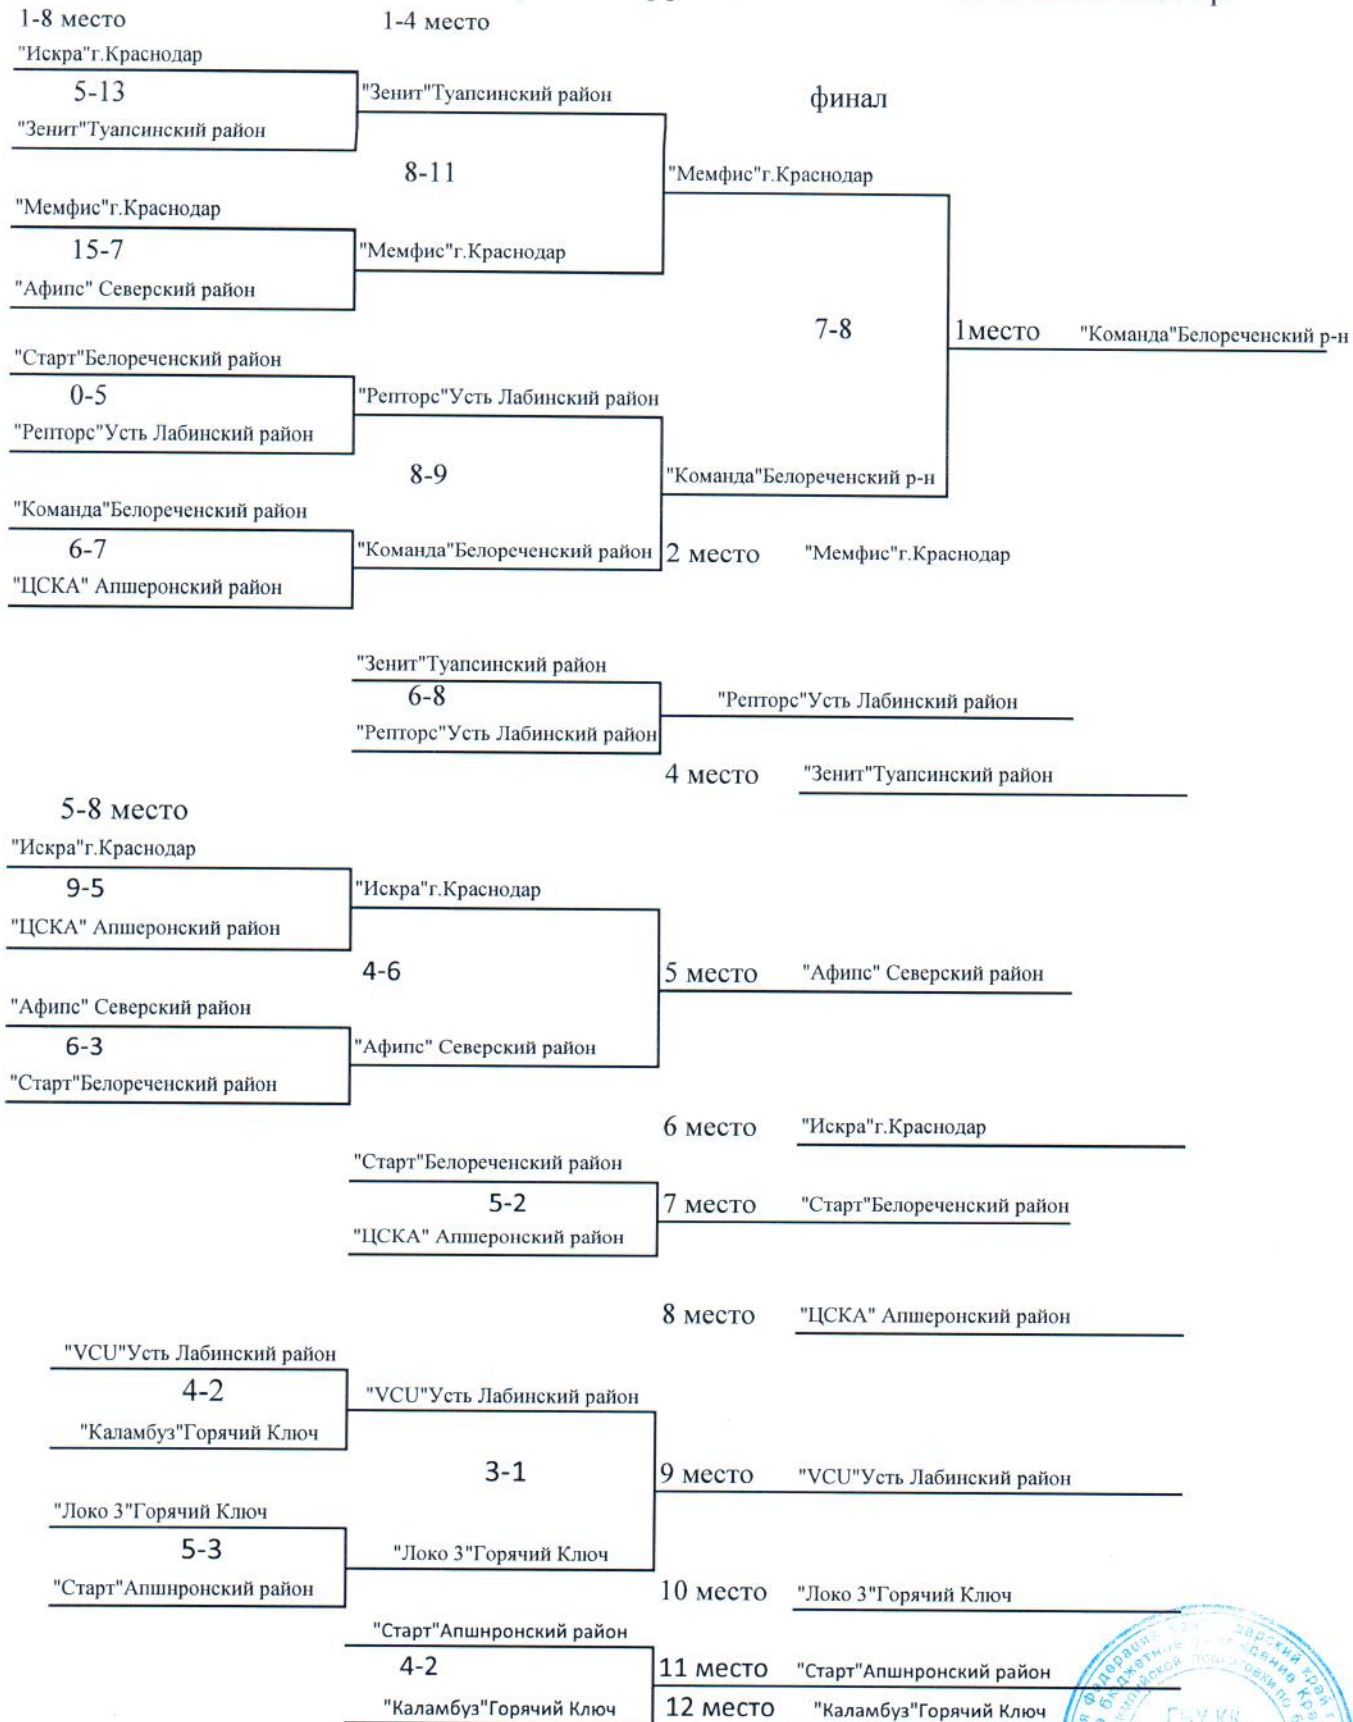 1-8 место
1-4 место
"Искра"г.Краснодар
5-13
"Зенит"Туапсинский район
"Зенит"Туапсинский район
финал
8-11
"Мемфис"г.Краснодар
"Мемфис"г.Краснодар
15-7
"Мемфис"г.Краснодар
"Афипс" Северский район
7-8
1место
"Команда"Белореченский р-н
"Старт"Белореченский район
0-5
"Репторс"Усть Лабинский район
"Репторс"Усть Лабинский район
8-9
"Команда"Белореченский р-н
"Команда"Белореченский район
6-7
"Команда"Белореченский район
2 место
"Мемфис"г.Краснодар
"ЦСКА" Апшеронский район
"Зенит"Туапсинский район
6-8
"Репторс"Усть Лабинский район
"Репторс"Усть Лабинский район
4 место
"Зенит"Туапсинский район
5-8 место
"Искра"г.Краснодар
9-5
"Искра"г.Краснодар
"ЦСКА" Апшеронский район
4-6
5 место
"Афипс" Северский район
"Афипс" Северский район
6-3
"Афипс" Северский район
"Старт"Белореченский район
6 место
"Искра"г.Краснодар
"Старт"Белореченский район
5-2
7 место
"Старт"Белореченский район
"ЦСКА" Апшеронский район
8 место
"ЦСКА" Апшеронский район
"VCU"Усть Лабинский район
4-2
"VCU"Усть Лабинский район
"Каламбуз"Горячий Ключ
3-1
9 место
"VCU"Усть Лабинский район
"Локо 3"Горячий Ключ
5-3
"Локо 3"Горячий Ключ
"Старт"Апшнронский район
10 место
"Локо 3"Горячий Ключ
"Старт"Апшнронский район
4-2
11 место
"Старт"Апшнронский район
"Каламбуз"Горячий Ключ
12 место
"Каламбуз"Горячий Ключ